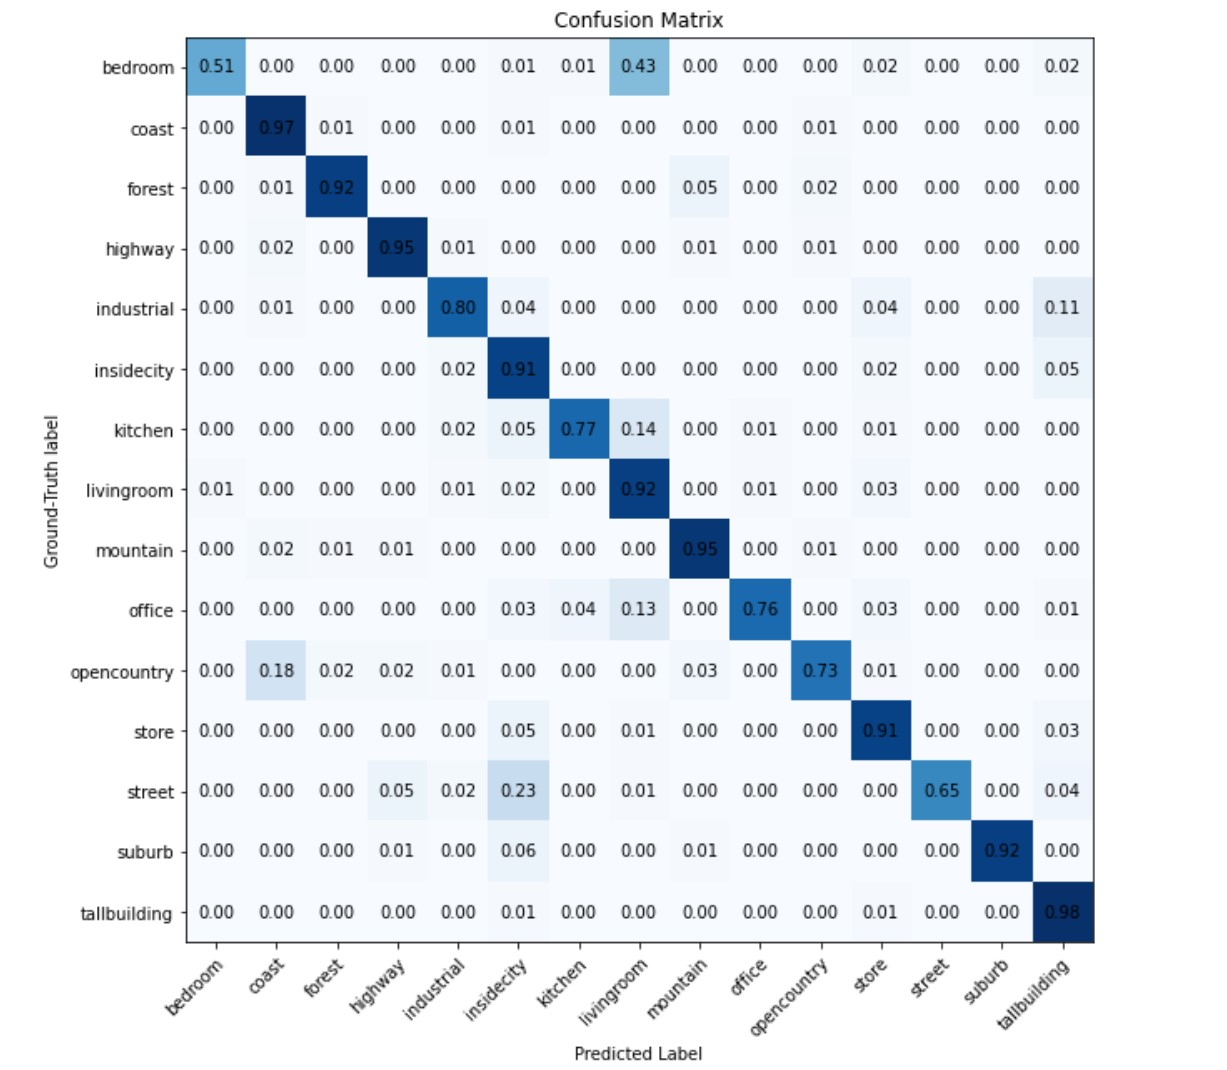 Confusion Matrix
bedroom 0.51 0.00 0.00 0.00 0.00 0.01 0.01 0.43 0.00 0.00 0.00 0.02 0.00 0.00 0.02
coast 0.00 0.97 0.01 0.00 0.00 0.01 0.00 0.00 0.00 0.00 0.01 0.00 0.00 0.00 0.00
forest 0.00 0.01 0.92 0.00 0.00 0.00 0.00 0.00 0.05 0.00 0.02 0.00 0.00 0.00 0.00
highway 0.00 0.02 0.00 0.95 0.01 0.00 0.00 0.00 0.01 0.00 0.01 0.00 0.00 0.00 0.00
industrial 0.00 0.01 0.00 0.00 0.80 0.04 0.00 0.00 0.00 0.00 0.00 0.04 0.00 0.00 0.11
insidecity 0.00 0.00 0.00 0.00 0.02 0.91 0.00 0.00 0.00 0.00 0.00 0.02 0.00 0.00 0.05
kitchen 0.00 0.00 0.00 0.00 0.02 0.05 0.77 0.14 0.00 0.01 0.00 0.01 0.00 0.00 0.00
livingroom 0.01 0.00 0.00 0.00 0.01 0.02 0.00 0.92 0.00 0.01 0.00 0.03 0.00 0.00 0.00
mountain 0.00 0.02 0.01 0.01 0.00 0.00 0.00 0.00 0.95 0.00 0.01 0.00 0.00 0.00 0.00
office 0.00 0.00 0.00 0.00 0.00 0.03 0.04 0.13 0.00 0.76 0.00 0.03 0.00 0.00 0.01
opencountry 0.00 0.18 0.02 0.02 0.01 0.00 0.00 0.00 0.03 0.00 0.73 0.01 0.00 0.00 0.00
store 0.00 0.00 0.00 0.00 0.00 0.05 0.00 0.01 0.00 0.00 0.00 0.91 0.00 0.00 0.03
street 0.00 0.00 0.00 0.05 0.02 0.23 0.00 0.01 0.00 0.00 0.00 0.00 0.65 0.00 0.04
suburb 0.00 0.00 0.00 0.01 0.00 0.06 0.00 0.00 0.01 0.00 0.00 0.00 0.00 0.92 0.00
tallbuilding 0.00 0.00 0.00 0.00 0.00 0.01 0.00 0.00 0.00 0.00 0.00 0.01 0.00 0.00 0.98
Ground-Truth label
bedroom coast forest highway industrial insidecity kitchen livingroom mountain office opencountry store street suburb tallbuilding
Predicted Label